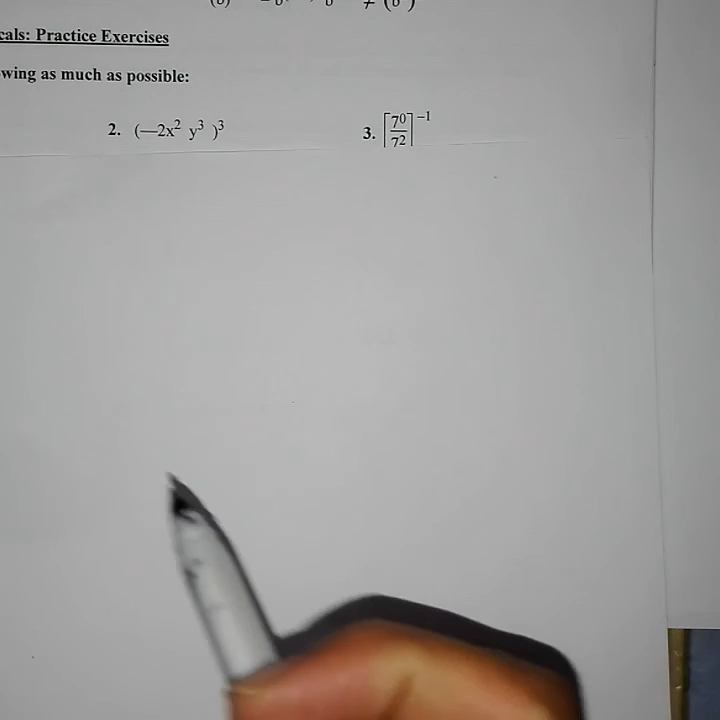 cals: Practice Exercises
wing as much as possible:
2. (—2x² y³ )³
3. [7⁰/7²]⁻¹